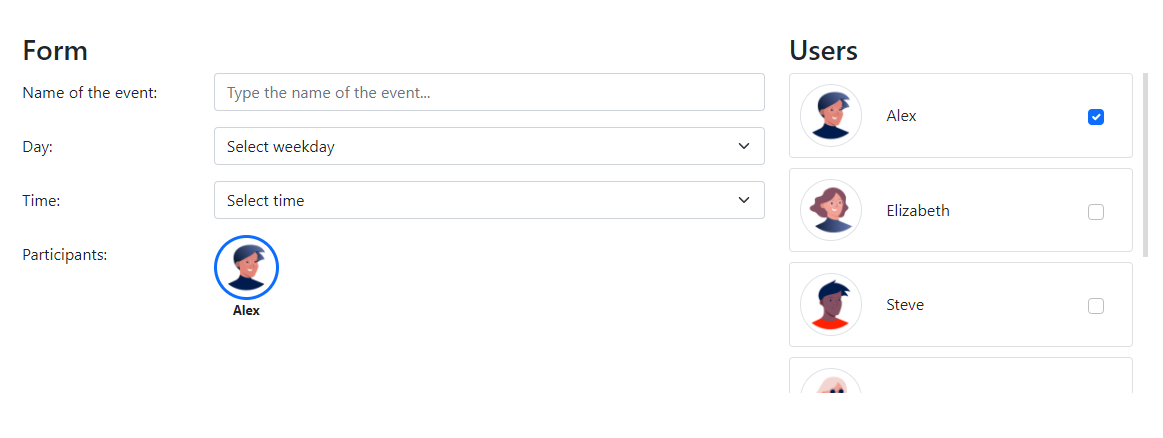 Form
Name of the event:
Type the name of the event...
Day:
Select weekday
Time:
Select time
Participants:
Alex
Users
Alex
Elizabeth
Steve